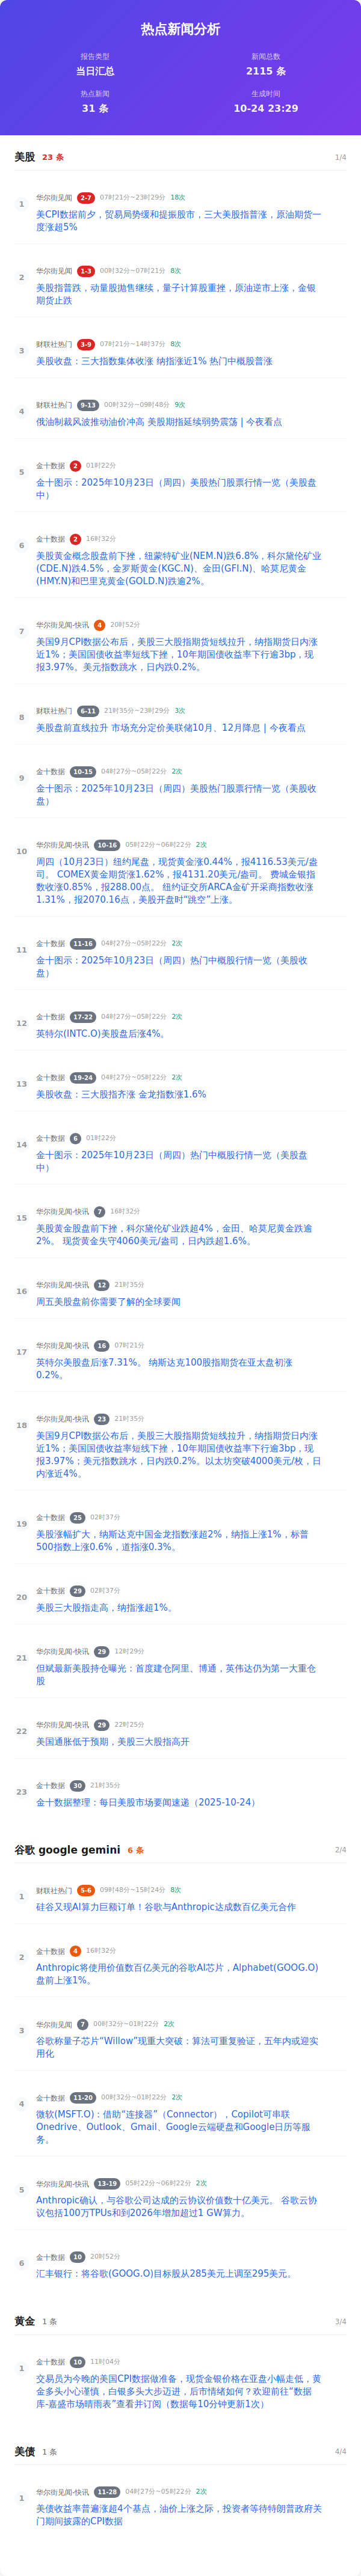 热点新闻分析
报告类型
当日汇总
新闻总数
2115 条
热点新闻
31 条
生成时间
10-24 23:29
美股 23 条 1/4
1
华尔街见闻 2-7 07时21分~23时29分 18次
美CPI数据前夕，贸易局势缓和提振股市，三大美股指普涨，原油期货一
度涨超5%
2
华尔街见闻 1-3 00时32分~07时21分 8次
美股指普跌，动量股抛售继续，量子计算股重挫，原油逆市上涨，金银
期货止跌
3
财联社热门 3-9 07时21分~14时37分 8次
美股收盘：三大指数集体收涨 纳指涨近1% 热门中概股普涨
4
财联社热门 9-13 00时32分~09时48分 9次
俄油制裁风波推动油价冲高 美股期指延续弱势震荡 | 今夜看点
5
金十数据 2 01时22分
金十图示：2025年10月23日（周四）美股热门股票行情一览（美股盘
中）
6
金十数据 2 16时32分
美股黄金概念股盘前下挫，纽蒙特矿业(NEM.N)跌6.8%，科尔黛伦矿业
(CDE.N)跌4.5%，金罗斯黄金(KGC.N)、金田(GFI.N)、哈莫尼黄金
(HMY.N)和巴里克黄金(GOLD.N)跌逾2%。
7
华尔街见闻-快讯 4 20时52分
美国9月CPI数据公布后，美股三大股指期货短线拉升，纳指期货日内涨
近1%；美国国债收益率短线下挫，10年期国债收益率下行逾3bp，现
报3.97%。美元指数跳水，日内跌0.2%。
8
财联社热门 6-11 21时35分~23时29分 3次
美股盘前直线拉升 市场充分定价美联储10月、12月降息 | 今夜看点
9
金十数据 10-15 04时27分~05时22分 2次
金十图示：2025年10月23日（周四）美股热门股票行情一览（美股收
盘）
10
华尔街见闻-快讯 10-16 05时22分~06时22分 2次
周四（10月23日）纽约尾盘，现货黄金涨0.44%，报4116.53美元/盎
司。 COMEX黄金期货涨1.62%，报4131.20美元/盎司。 费城金银指
数收涨0.85%，报288.00点。 纽约证交所ARCA金矿开采商指数收涨
1.31%，报2070.16点，美股开盘时“跳空”上涨。
11
金十数据 11-16 04时27分~05时22分 2次
金十图示：2025年10月23日（周四）热门中概股行情一览（美股收
盘）
12
金十数据 17-22 04时27分~05时22分 2次
英特尔(INTC.O)美股盘后涨4%。
13
金十数据 19-24 04时27分~05时22分 2次
美股收盘：三大股指齐涨 金龙指数涨1.6%
14
金十数据 6 01时22分
金十图示：2025年10月23日（周四）热门中概股行情一览（美股盘
中）
15
华尔街见闻-快讯 7 16时32分
美股黄金股盘前下挫，科尔黛伦矿业跌超4%，金田、哈莫尼黄金跌逾
2%。 现货黄金失守4060美元/盎司，日内跌超1.6%。
16
华尔街见闻-快讯 12 21时35分
周五美股盘前你需要了解的全球要闻
17
华尔街见闻-快讯 16 07时21分
英特尔美股盘后涨7.31%。 纳斯达克100股指期货在亚太盘初涨
0.2%。
18
华尔街见闻-快讯 23 21时35分
美国9月CPI数据公布后，美股三大股指期货短线拉升，纳指期货日内涨
近1%；美国国债收益率短线下挫，10年期国债收益率下行逾3bp，现
报3.97%；美元指数跳水，日内跌0.2%。以太坊突破4000美元/枚，日
内涨近4%。
19
金十数据 25 02时37分
美股涨幅扩大，纳斯达克中国金龙指数涨超2%，纳指上涨1%，标普
500指数上涨0.6%，道指涨0.3%。
20
金十数据 29 02时37分
美股三大股指走高，纳指涨超1%。
21
华尔街见闻-快讯 29 12时29分
但斌最新美股持仓曝光：首度建仓阿里、博通，英伟达仍为第一大重仓
股
22
华尔街见闻-快讯 29 22时25分
美国通胀低于预期，美股三大股指高开
23
金十数据 30 21时35分
金十数据整理：每日美股市场要闻速递（2025-10-24）
谷歌 google gemini 6 条 2/4
1
财联社热门 5-6 09时48分~15时24分 8次
硅谷又现AI算力巨额订单！谷歌与Anthropic达成数百亿美元合作
2
金十数据 4 16时32分
Anthropic将使用价值数百亿美元的谷歌AI芯片，Alphabet(GOOG.O)
盘前上涨1%。
3
华尔街见闻 7 00时32分~01时22分 2次
谷歌称量子芯片“Willow”现重大突破：算法可重复验证，五年内或迎实
用化
4
金十数据 11-20 00时32分~01时22分 2次
微软(MSFT.O)：借助“连接器”（Connector），Copilot可串联
Onedrive、Outlook、Gmail、Google云端硬盘和Google日历等服
务。
5
华尔街见闻-快讯 13-19 05时22分~06时22分 2次
Anthropic确认，与谷歌公司达成的云协议价值数十亿美元。 谷歌云协
议包括100万TPUs和到2026年增加超过1 GW算力。
6
金十数据 10 20时52分
汇丰银行：将谷歌(GOOG.O)目标股从285美元上调至295美元。
黄金 1 条 3/4
1
金十数据 10 11时04分
交易员为今晚的美国CPI数据做准备，现货金银价格在亚盘小幅走低，黄
金多头小心谨慎，白银多头大步迈进，后市情绪如何？欢迎前往“数据
库-嘉盛市场晴雨表”查看并订阅（数据每10分钟更新1次）
美债 1 条 4/4
1
华尔街见闻-快讯 11-28 04时27分~05时22分 2次
美债收益率普遍涨超4个基点，油价上涨之际，投资者等待特朗普政府关
门期间披露的CPI数据